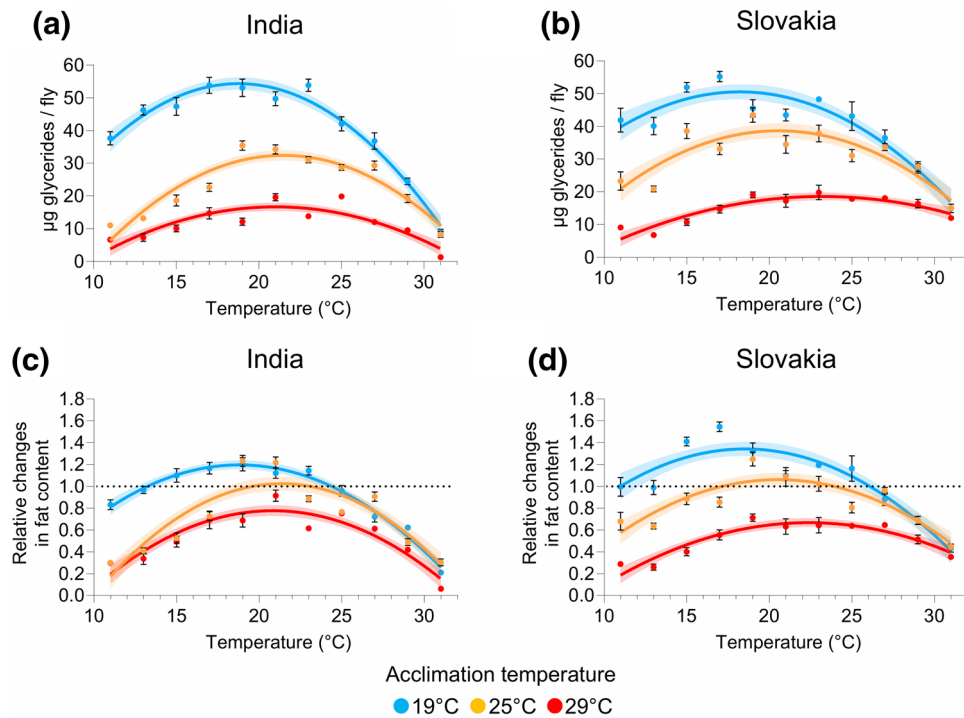 (a)
India
µg glycerides / fly
60
50
40
30
20
10
0
10 15 20 25 30
Temperature (°C)
(b)
Slovakia
µg glycerides / fly
60
50
40
30
20
10
0
10 15 20 25 30
Temperature (°C)
(c)
India
Relative changes
in fat content
1.8
1.6
1.4
1.2
1.0
0.8
0.6
0.4
0.2
0.0
10 15 20 25 30
Temperature (°C)
(d)
Slovakia
Relative changes
in fat content
1.8
1.6
1.4
1.2
1.0
0.8
0.6
0.4
0.2
0.0
10 15 20 25 30
Temperature (°C)
Acclimation temperature
19°C 25°C 29°C